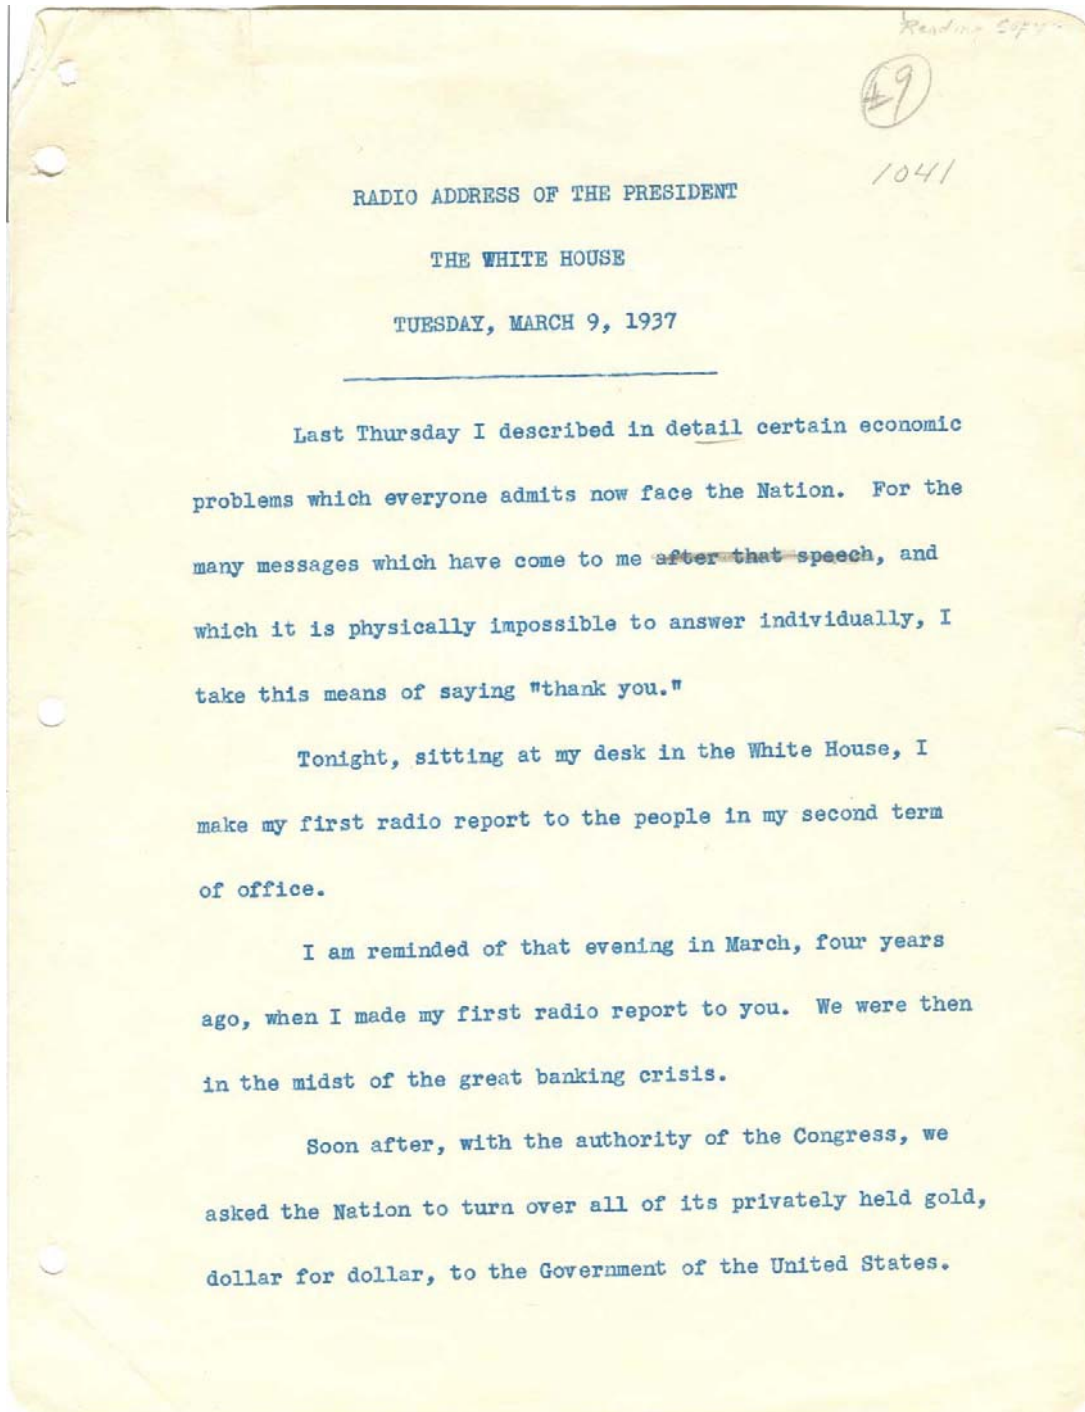 Reading Copy
49
1041
RADIO ADDRESS OF THE PRESIDENT
THE WHITE HOUSE
TUESDAY, MARCH 9, 1937
Last Thursday I described in detail certain economic
problems which everyone admits now face the Nation. For the
many messages which have come to me after that speech, and
which it is physically impossible to answer individually, I
take this means of saying "thank you."
Tonight, sitting at my desk in the White House, I
make my first radio report to the people in my second term
of office.
I am reminded of that evening in March, four years
ago, when I made my first radio report to you. We were then
in the midst of the great banking crisis.
Soon after, with the authority of the Congress, we
asked the Nation to turn over all of its privately held gold,
dollar for dollar, to the Government of the United States.